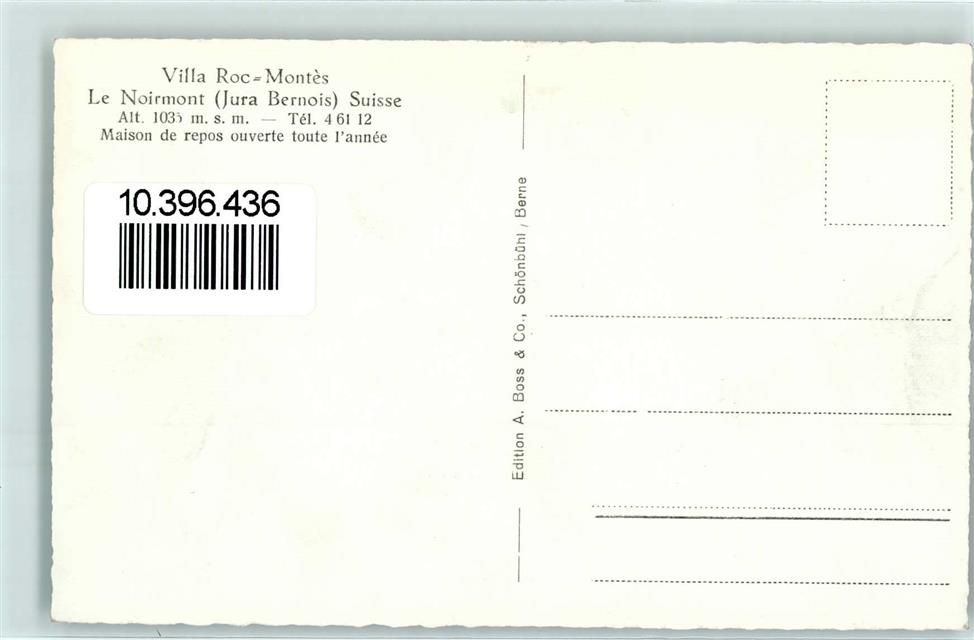 Villa Roc=Montès
Le Noirmont (Jura Bernois) Suisse
Alt. 1035 m. s. m. — Tél. 4 61 12
Maison de repos ouverte toute l'année
10.396.436
Edition A. Boss & Co., Schönbühl / Berne